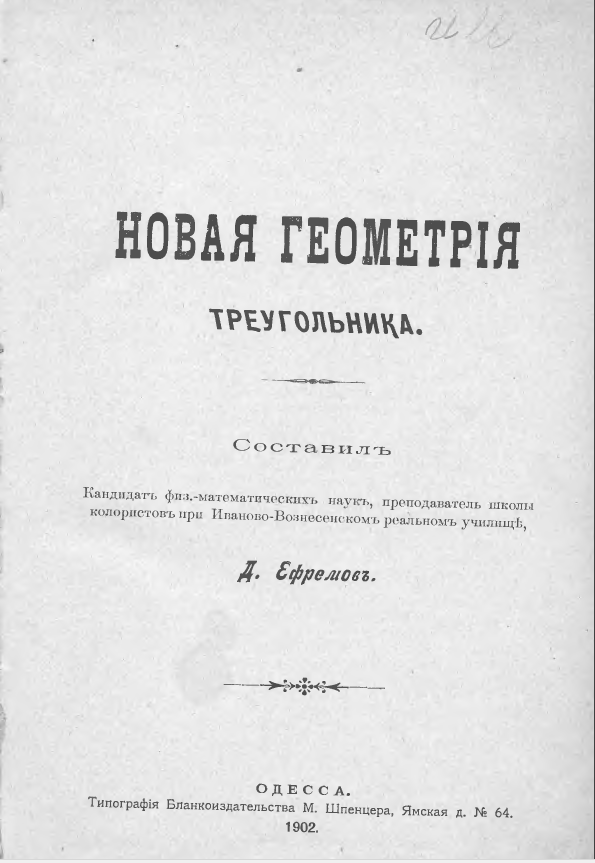 НОВАЯ ГЕОМЕТРІЯ
ТРЕУГОЛЬНИКА.
Составилъ
Кандидатъ физ.-математическихъ наукъ, преподаватель школы
колористовъ при Иваново-Вознесенскомъ реальномъ училищѣ,
Д. Ефремовъ.
ОДЕССА.
Типографія Бланкоиздательства М. Шпенцера, Ямская д. № 64.
1902.